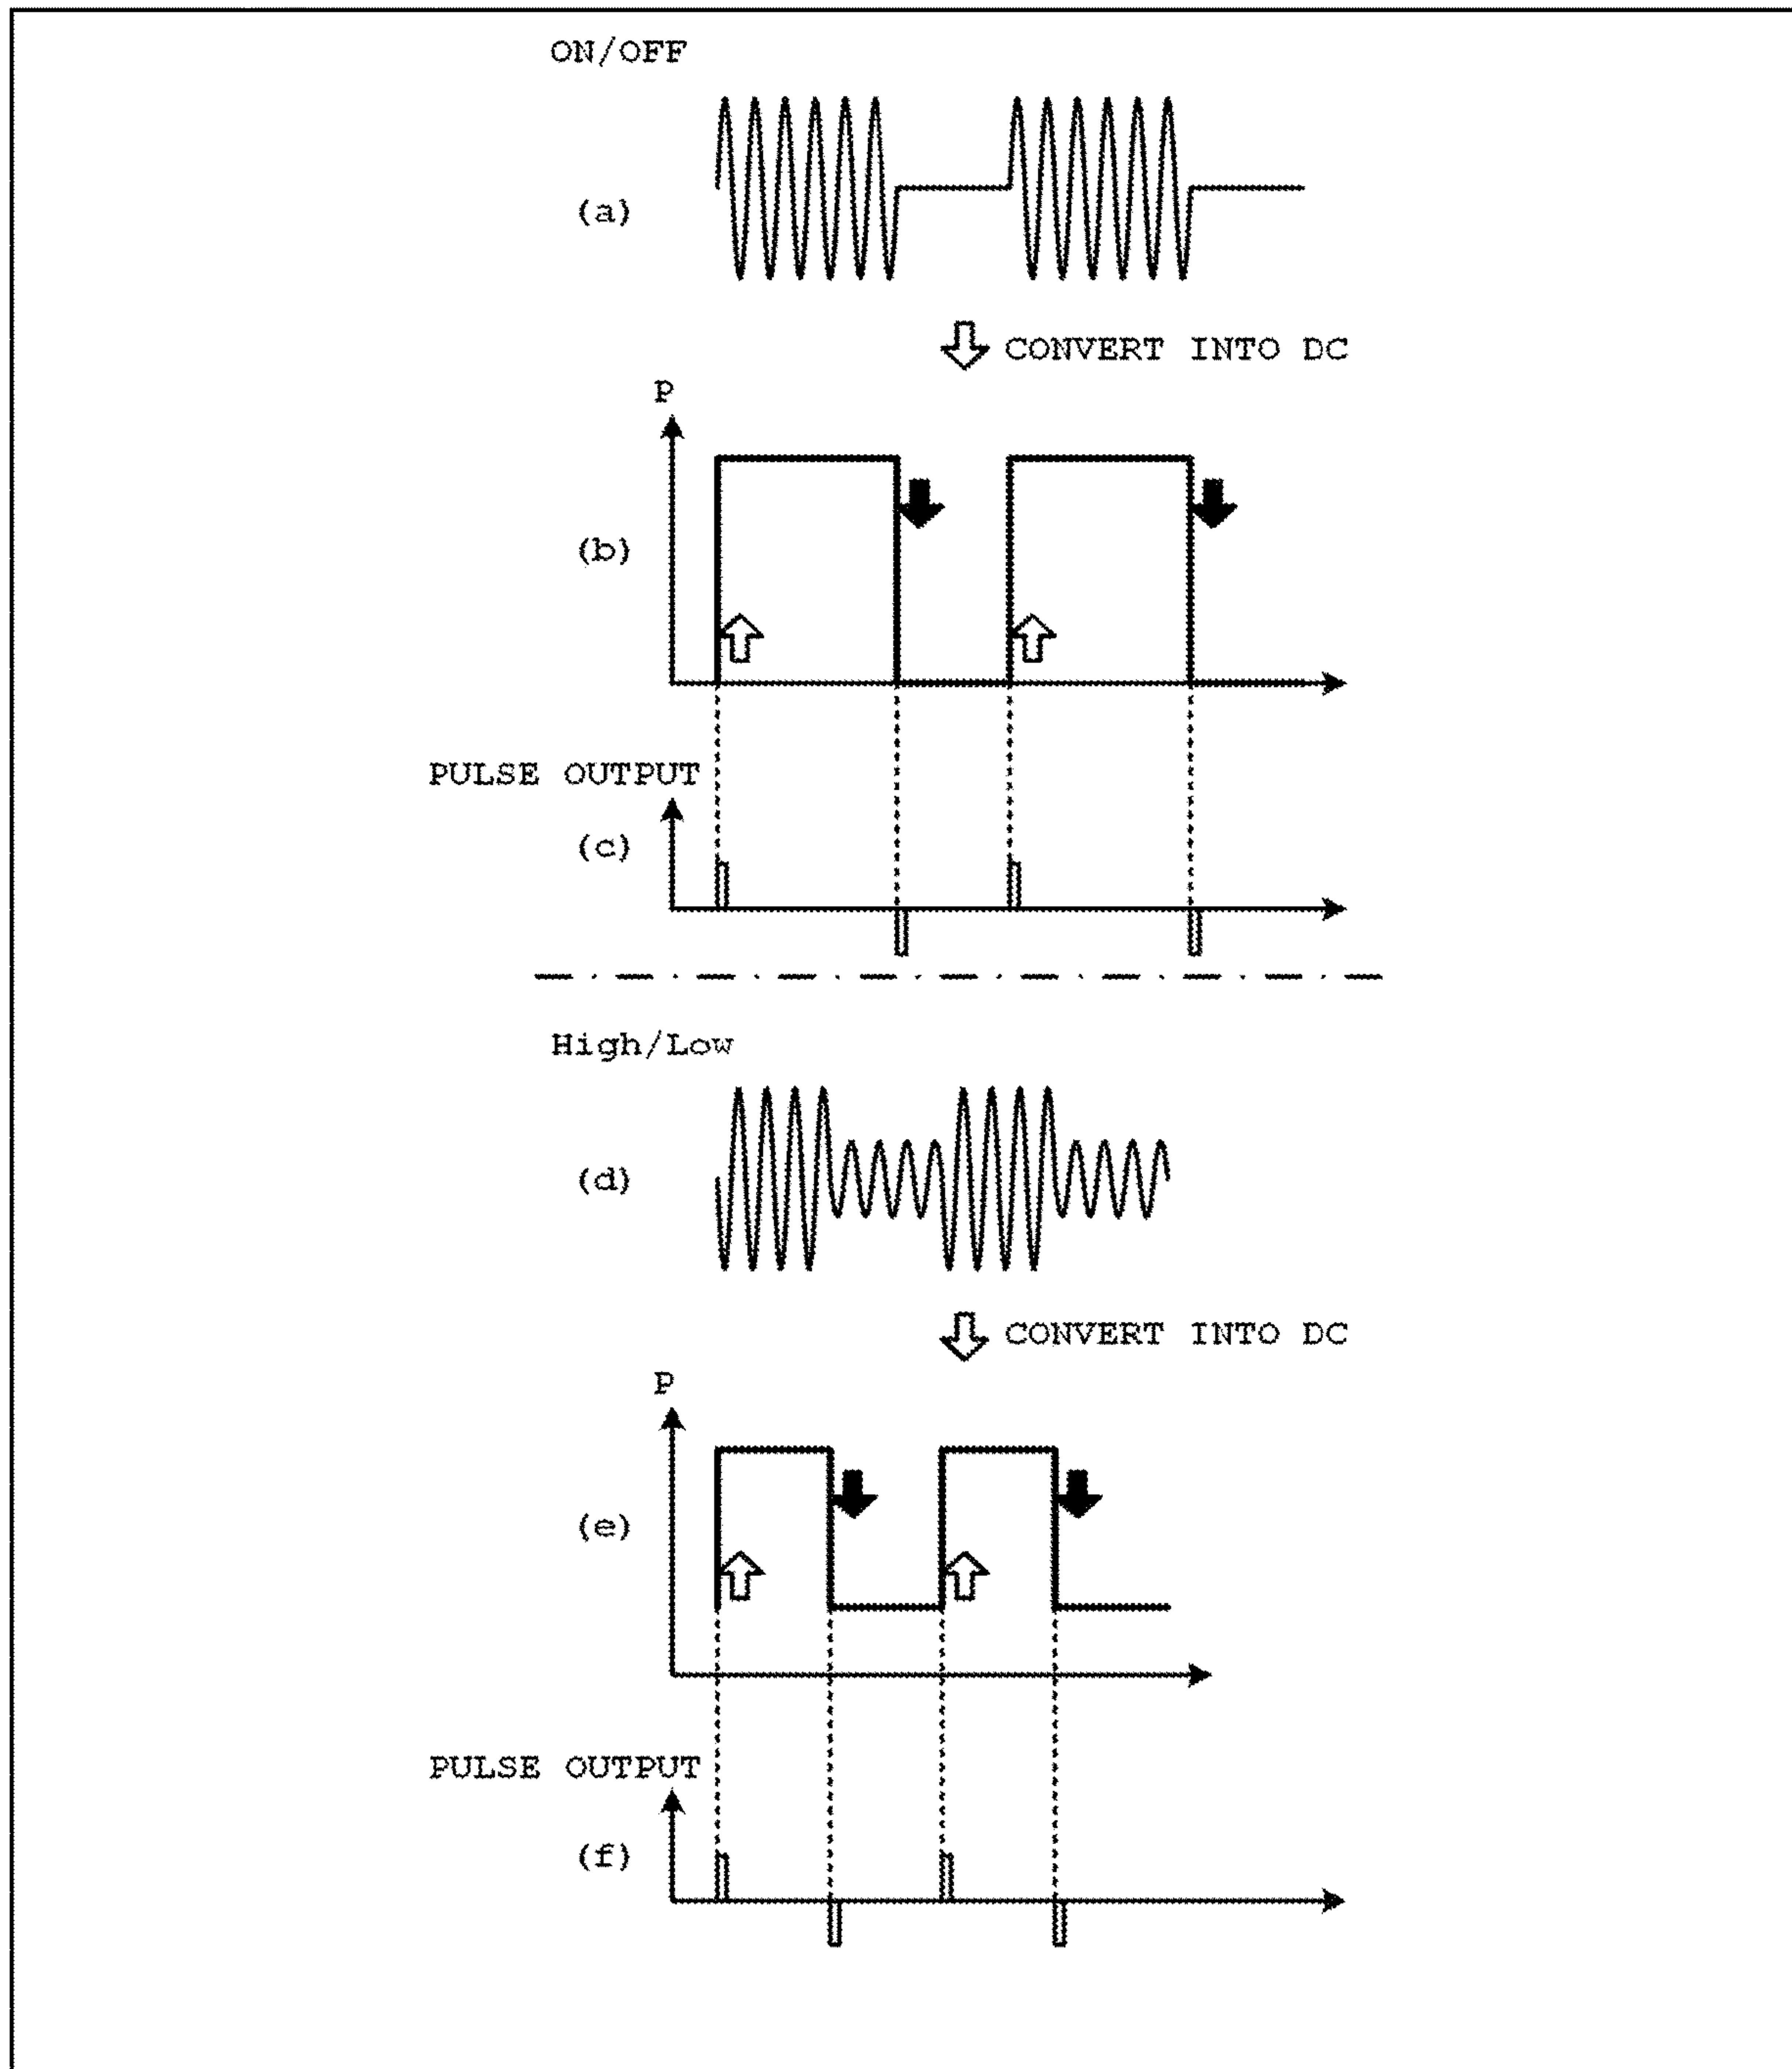 ON/OFF
(a)
CONVERT INTO DC
P
(b)
PULSE OUTPUT
(c)
High/Low
(d)
CONVERT INTO DC
P
(e)
PULSE OUTPUT
(f)